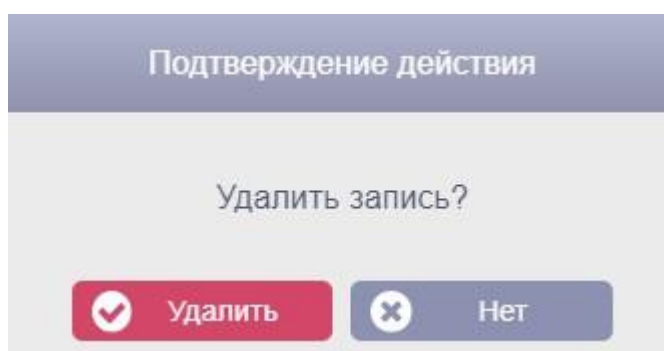 Подтверждение действия
Удалить запись?
Удалить Нет